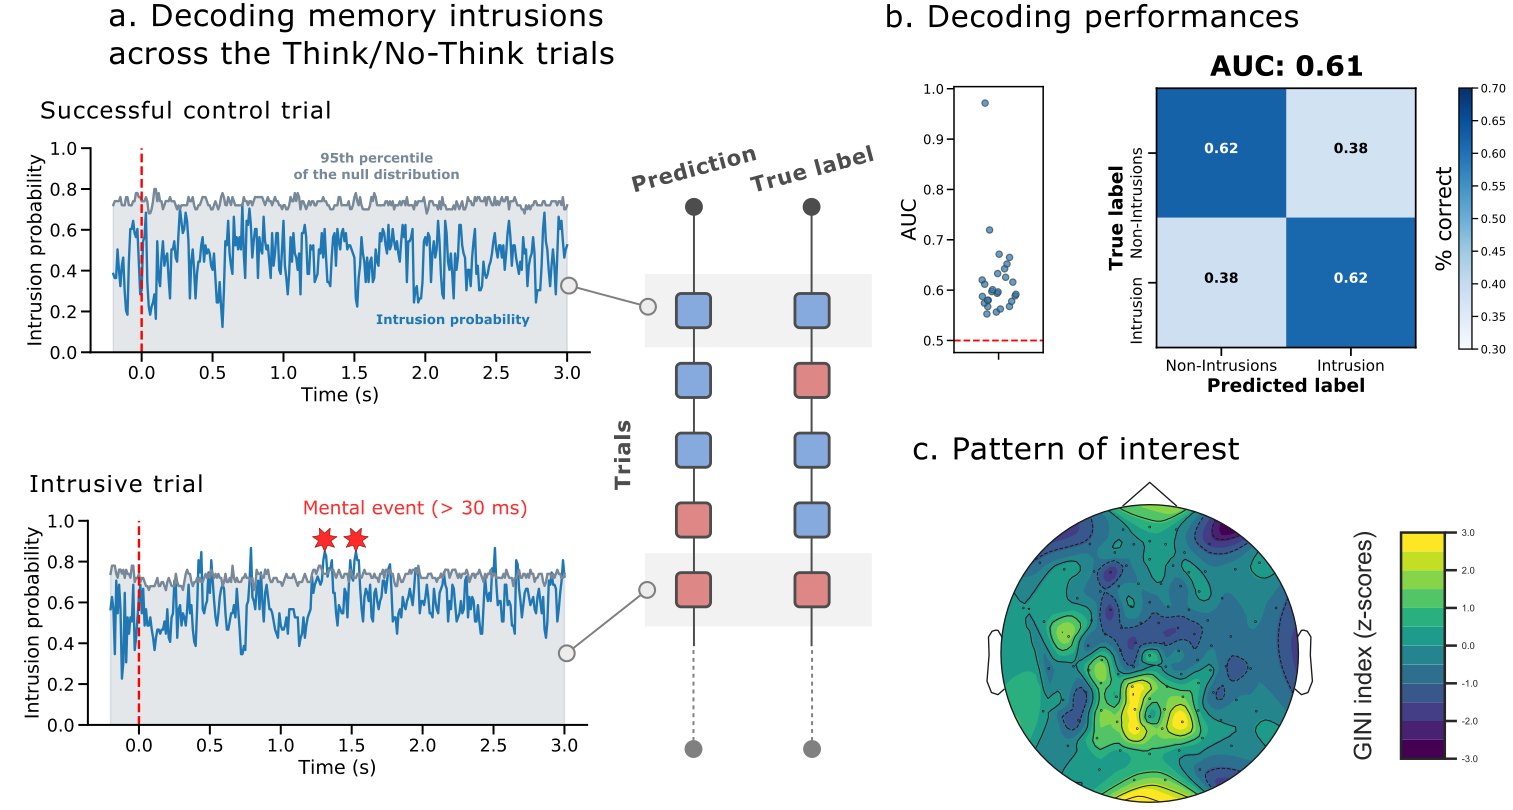 a. Decoding memory intrusions
across the Think/No-Think trials
Successful control trial
Intrusion probability
1.0
0.8
0.6
0.4
0.2
0.0
95th percentile
of the null distribution
Intrusion probability
0.0 0.5 1.0 1.5 2.0 2.5 3.0
Time (s)
Intrusive trial
Mental event (> 30 ms)
Intrusion probability
1.0
0.8
0.6
0.4
0.2
0.0
0.0 0.5 1.0 1.5 2.0 2.5 3.0
Time (s)
Prediction
True label
Trials
b. Decoding performances
AUC
1.0
0.9
0.8
0.7
0.6
0.5
AUC: 0.61
True label
Non-Intrusions
Intrusion
0.62 0.38
0.38 0.62
Non-Intrusions Intrusion
Predicted label
% correct
0.70
0.65
0.60
0.55
0.50
0.45
0.40
0.35
0.30
c. Pattern of interest
GINI index (z-scores)
3.0
2.0
1.0
0.0
-1.0
-2.0
-3.0